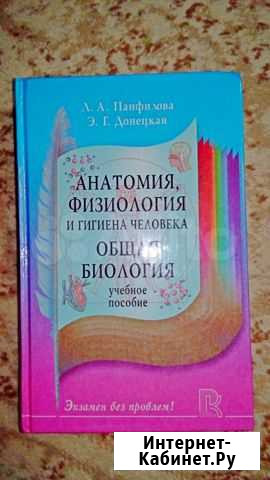 Л. А. Панфилова
Э. Г. Донецкая
АНАТОМИЯ,
ФИЗИОЛОГИЯ
И ГИГИЕНА ЧЕЛОВЕКА
ОБЩАЯ
БИОЛОГИЯ
учебное
пособие
Экзамен без проблем!
Интернет-
Кабинет.Ру